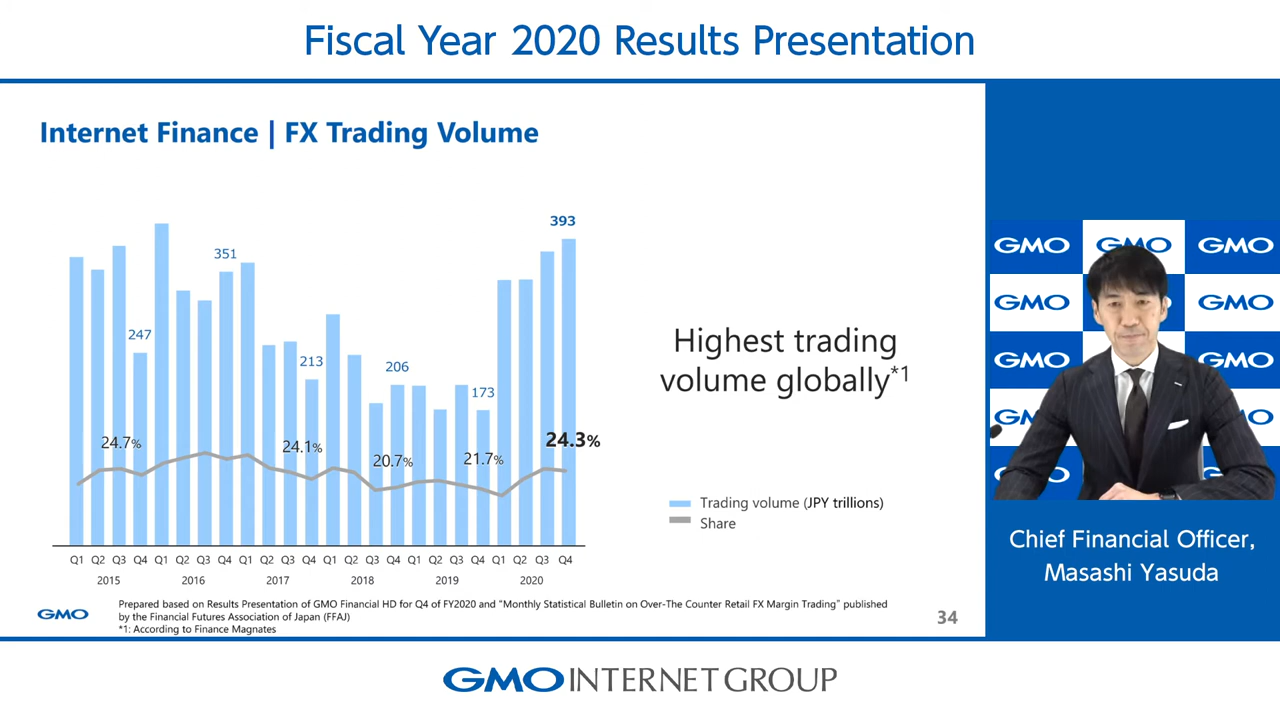 Fiscal Year 2020 Results Presentation
Internet Finance | FX Trading Volume
393
351
247
213
206
173
24.7%
24.1%
20.7%
21.7%
24.3%
Highest trading
volume globally*1
Trading volume (JPY trillions)
Share
Q1 Q2 Q3 Q4 Q1 Q2 Q3 Q4 Q1 Q2 Q3 Q4 Q1 Q2 Q3 Q4 Q1 Q2 Q3 Q4 Q1 Q2 Q3 Q4
2015 2016 2017 2018 2019 2020
GMO
Prepared based on Results Presentation of GMO Financial HD for Q4 of FY2020 and "Monthly Statistical Bulletin on Over-The Counter Retail FX Margin Trading" published
by the Financial Futures Association of Japan (FFAJ)
*1: According to Finance Magnates
34
GMO GMO GMO
GMO GMO
GMO GMO
GMO
GMO
Chief Financial Officer,
Masashi Yasuda
GMO INTERNET GROUP